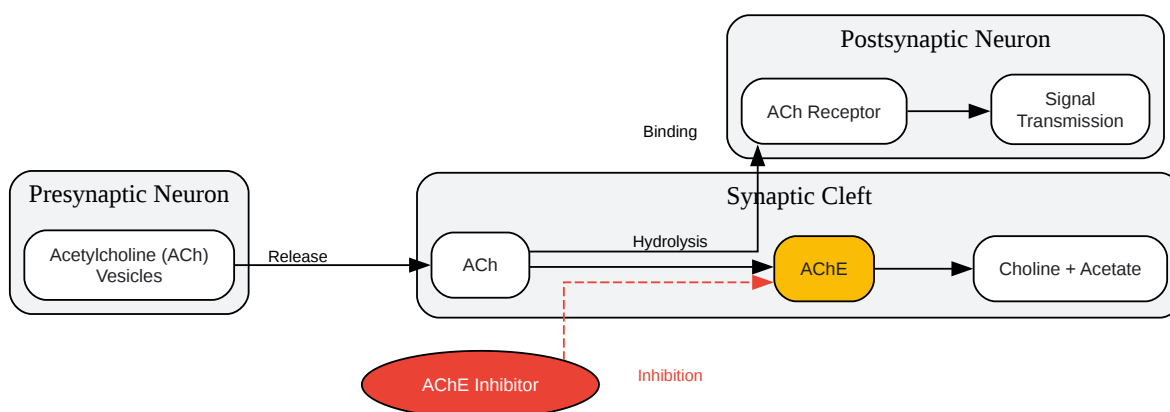 Postsynaptic Neuron
ACh Receptor
Signal
Transmission
Binding
Presynaptic Neuron
Acetylcholine (ACh)
Vesicles
Release
Synaptic Cleft
ACh
Hydrolysis
AChE
Choline + Acetate
AChE Inhibitor
Inhibition